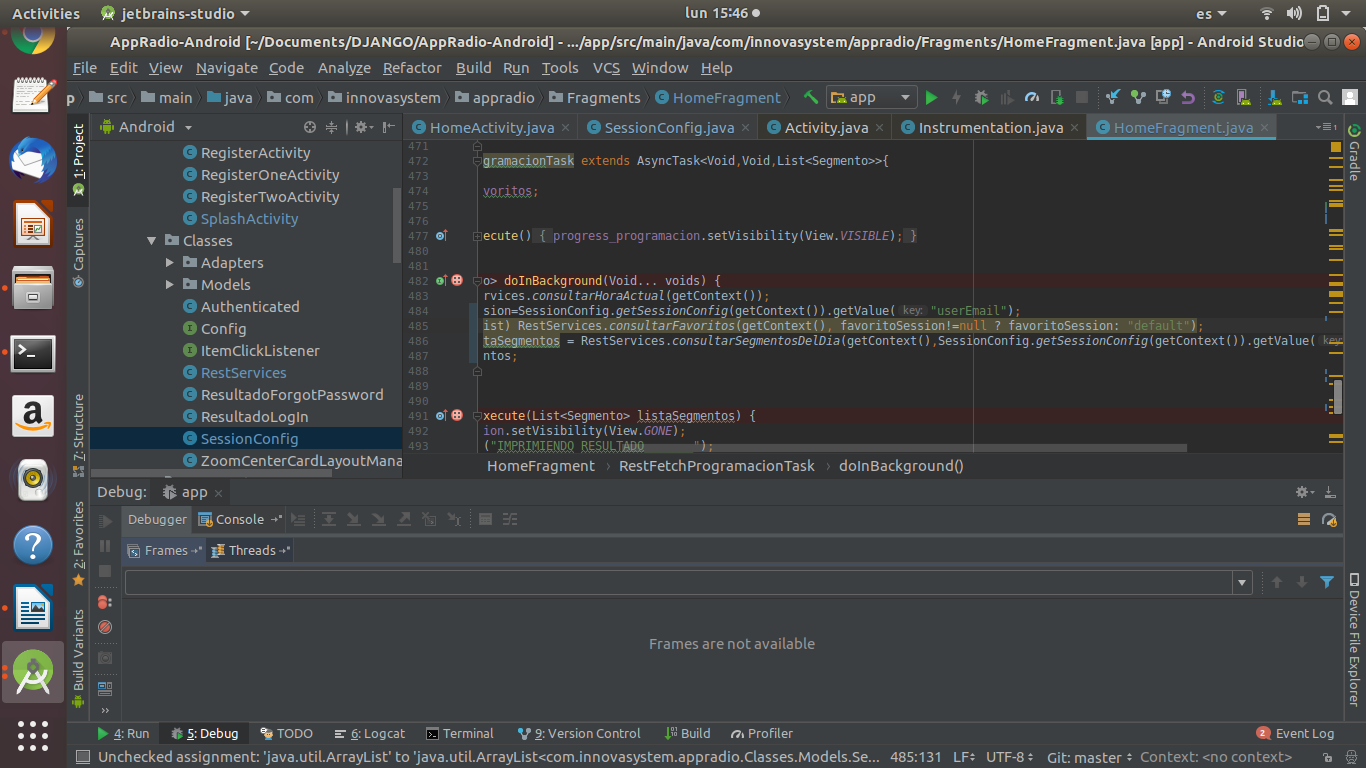 Activities jetbrains-studio lun 15:46 es
AppRadio-Android [~/Documents/DJANGO/AppRadio-Android] - .../app/src/main/java/com/innovasystem/appradio/Fragments/HomeFragment.java [app] - Android Studio
File Edit View Navigate Code Analyze Refactor Build Run Tools VCS Window Help
p src main java com innovasystem appradio Fragments HomeFragment app
Android
HomeActivity.java SessionConfig.java Activity.java Instrumentation.java HomeFragment.java
1: Project
Captures
7: Structure
2: Favorites
Build Variants
RegisterActivity
RegisterOneActivity
RegisterTwoActivity
SplashActivity
Classes
Adapters
Models
Authenticated
Config
ItemClickListener
RestServices
ResultadoForgotPassword
ResultadoLogIn
SessionConfig
ZoomCenterCardLayoutMana
471
472 gramacionTask extends AsyncTask<Void,Void,List<Segmento>>{
473
474 voritos;
475
476
477 ecute() { progress_programacion.setVisibility(View.VISIBLE); }
480
481
482 o> doInBackground(Void... voids) {
483 rvices.consultarHoraActual(getContext());
484 sion=SessionConfig.getSessionConfig(getContext()).getValue( key: "userEmail");
485 ist) RestServices.consultarFavoritos(getContext(), favoritoSession!=null ? favoritoSession: "default");
486 taSegmentos = RestServices.consultarSegmentosDelDia(getContext(),SessionConfig.getSessionConfig(getContext()).getValue( key
487 ntos;
488
489
490
491 xecute(List<Segmento> listaSegmentos) {
492 ion.setVisibility(View.GONE);
493 ("IMPRIMIENDO RESULTADO ");
HomeFragment RestFetchProgramacionTask doInBackground()
Gradle
Device File Explorer
Debug: app
Debugger Console
Frames Threads
Frames are not available
4: Run 5: Debug TODO 6: Logcat Terminal 9: Version Control Build Profiler 2 Event Log
Unchecked assignment: 'java.util.ArrayList' to 'java.util.ArrayList<com.innovasystem.appradio.Classes.Models.Se... 485:131 LF UTF-8 Git: master Context: <no context>